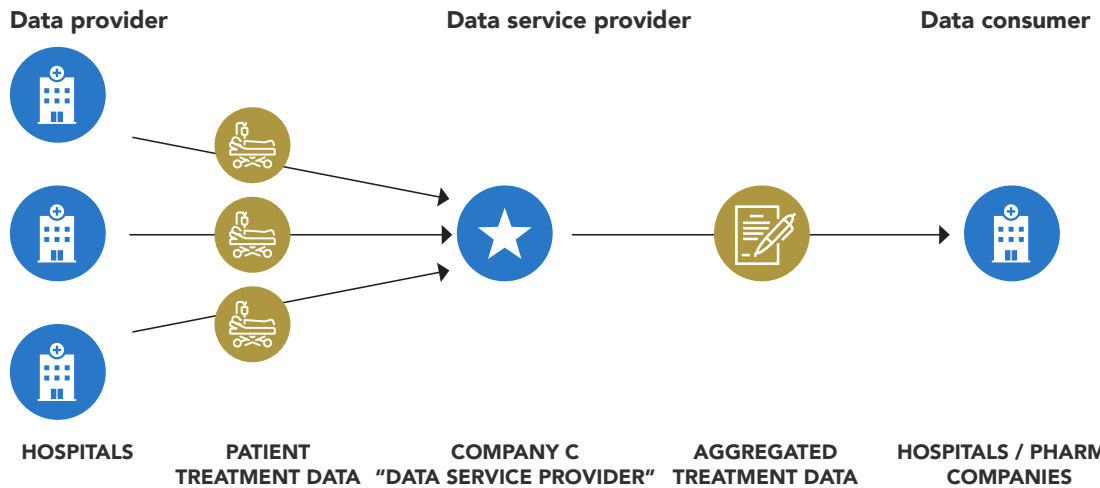 Data provider
Data service provider
Data consumer
HOSPITALS
PATIENT
TREATMENT DATA
COMPANY C
“DATA SERVICE PROVIDER”
AGGREGATED
TREATMENT DATA
HOSPITALS / PHARM
COMPANIES